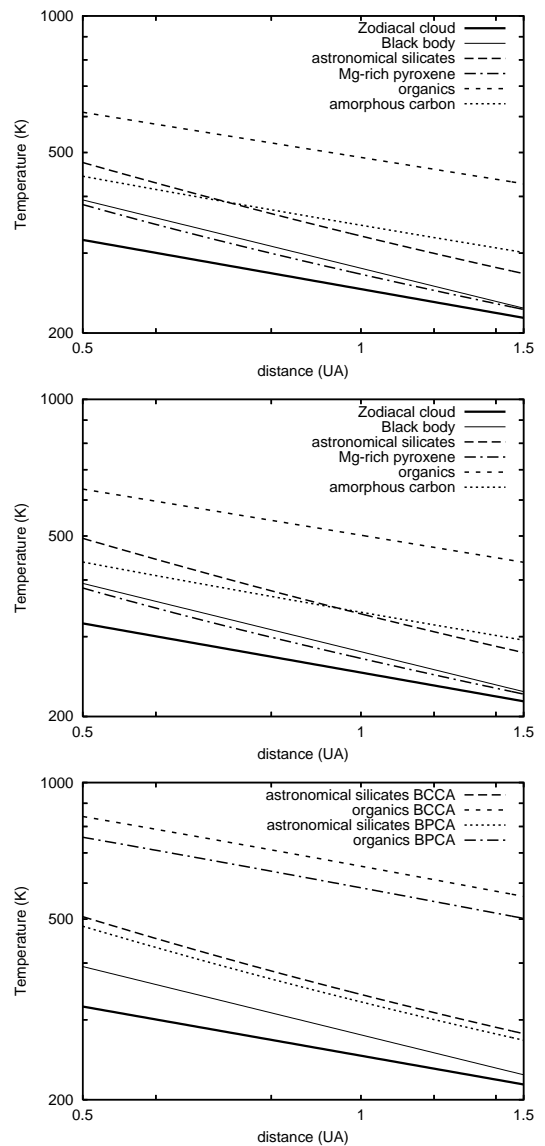 1000
Zodiacal cloud
Black body
astronomical silicates
Mg-rich pyroxene
organics
amorphous carbon
Temperature (K)
500
200
0.5
1
1.5
distance (UA)
1000
Zodiacal cloud
Black body
astronomical silicates
Mg-rich pyroxene
organics
amorphous carbon
Temperature (K)
500
200
0.5
1
1.5
distance (UA)
1000
astronomical silicates BCCA
organics BCCA
astronomical silicates BPCA
organics BPCA
Temperature (K)
500
200
0.5
1
1.5
distance (UA)